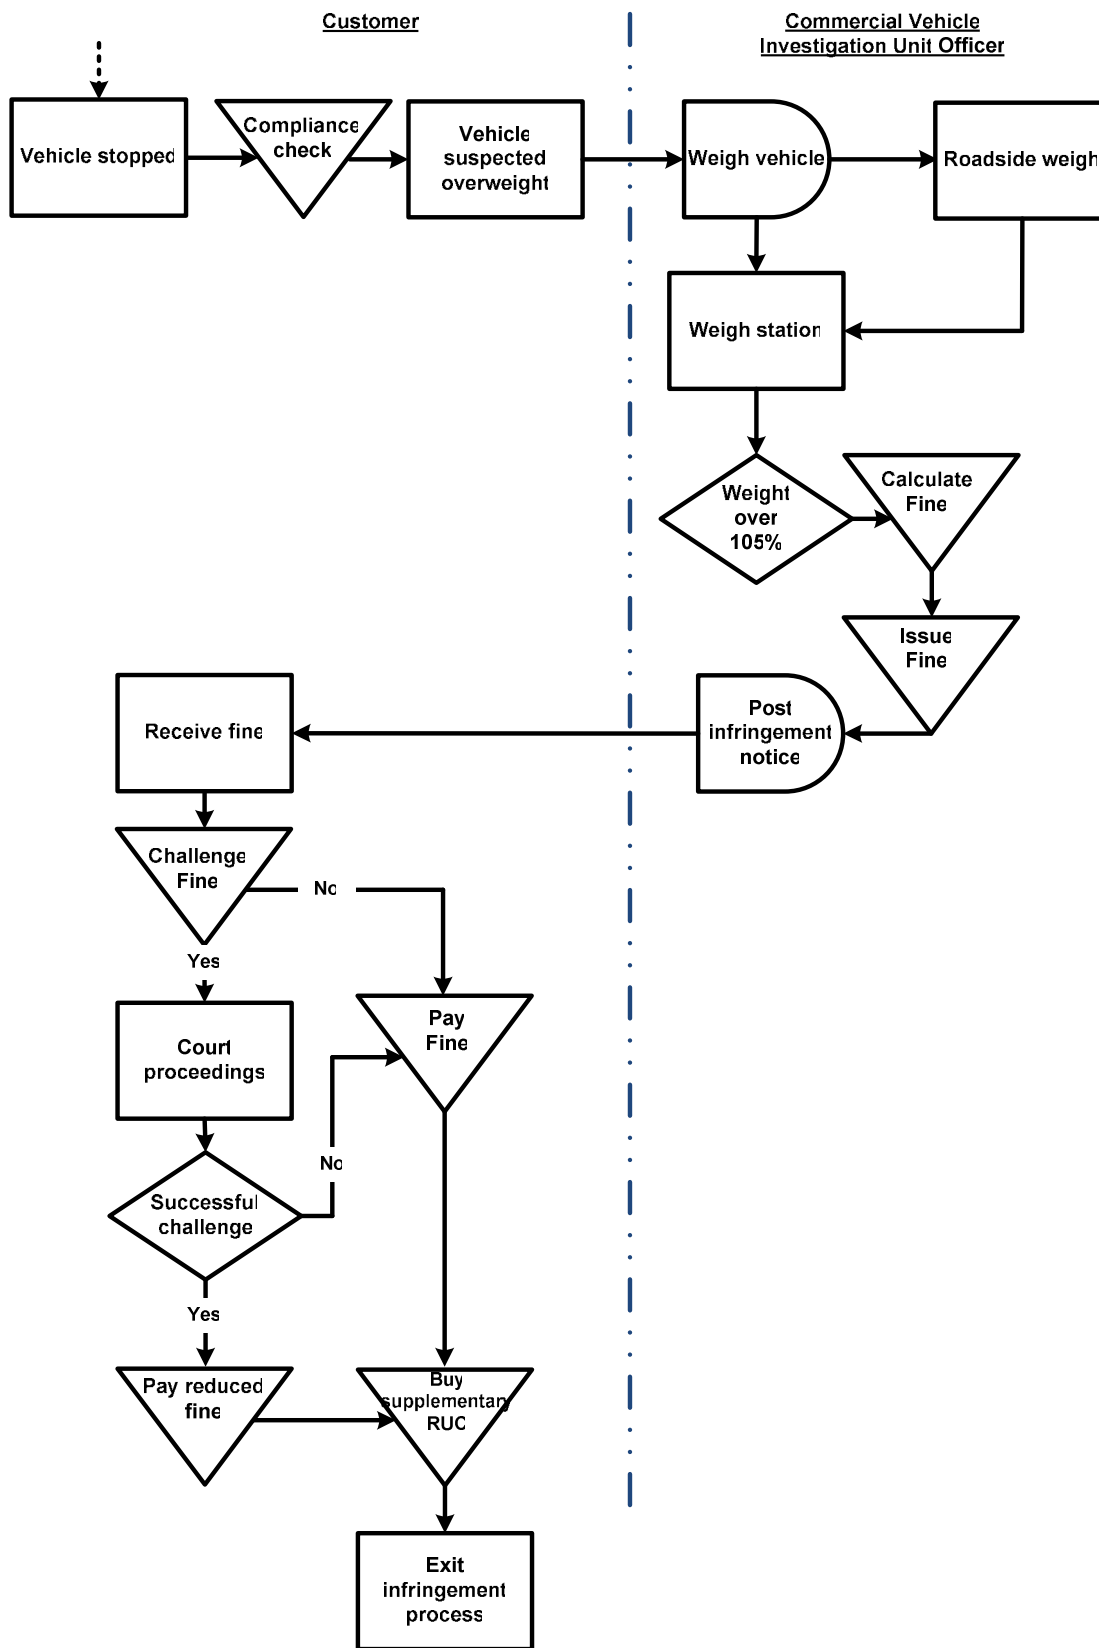 Customer
Commercial Vehicle
Investigation Unit Officer
Vehicle stopped
Compliance
check
Vehicle
suspected
overweight
Weigh vehicle
Roadside weigh
Weigh station
Weight
over
105%
Calculate
Fine
Issue
Fine
Post
infringement
notice
Receive fine
Challenge
Fine
No
Yes
Court
proceedings
Pay
Fine
No
Successful
challenge
Yes
Pay reduced
fine
Buy
supplementary
RUC
Exit
infringement
process